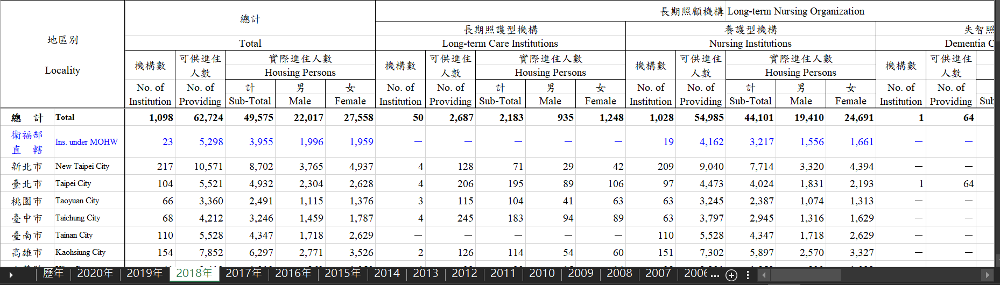 地區別
Locality
總計
Total
長期照顧機構 Long-term Nursing Organization
長期照護型機構
Long-term Care Institutions
養護型機構
Nursing Institutions
失智照
Dementia C
機構數 可供進住人數 實際進住人數 機構數 可供進住人數 實際進住人數 機構數 可供進住人數 實際進住人數 機構數 可供進住人數
Housing Persons Housing Persons Housing Persons
No. of Institution No. of Providing 計 Sub-Total 男 Male 女 Female No. of Institution No. of Providing 計 Sub-Total 男 Male 女 Female No. of Institution No. of Providing 計 Sub-Total 男 Male 女 Female No. of Institution No. of Providing Sub
總 計 Total 1,098 62,724 49,575 22,017 27,558 50 2,687 2,183 935 1,248 1,028 54,985 44,101 19,410 24,691 1 64
衛福部直 轄 Ins. under MOHW 23 5,298 3,955 1,996 1,959 — — — — — 19 4,162 3,217 1,556 1,661 — —
新北市 New Taipei City 217 10,571 8,702 3,765 4,937 4 128 71 29 42 209 9,040 7,714 3,320 4,394 — —
臺北市 Taipei City 104 5,521 4,932 2,304 2,628 4 206 195 89 106 97 4,473 4,024 1,831 2,193 1 64
桃園市 Taoyuan City 66 3,360 2,491 1,115 1,376 3 115 104 41 63 63 3,245 2,387 1,074 1,313 — —
臺中市 Taichung City 68 4,212 3,246 1,459 1,787 4 245 183 94 89 63 3,797 2,945 1,316 1,629 — —
臺南市 Tainan City 110 5,528 4,347 1,718 2,629 — — — — — 110 5,528 4,347 1,718 2,629 — —
高雄市 Kaohsiung City 154 7,852 6,297 2,771 3,526 2 126 114 54 60 151 7,302 5,897 2,570 3,327 — —
歷年 2020年 2019年 2018年 2017年 2016年 2015年 2014 2013 2012 2011 2010 2009 2008 2007 2006 ...